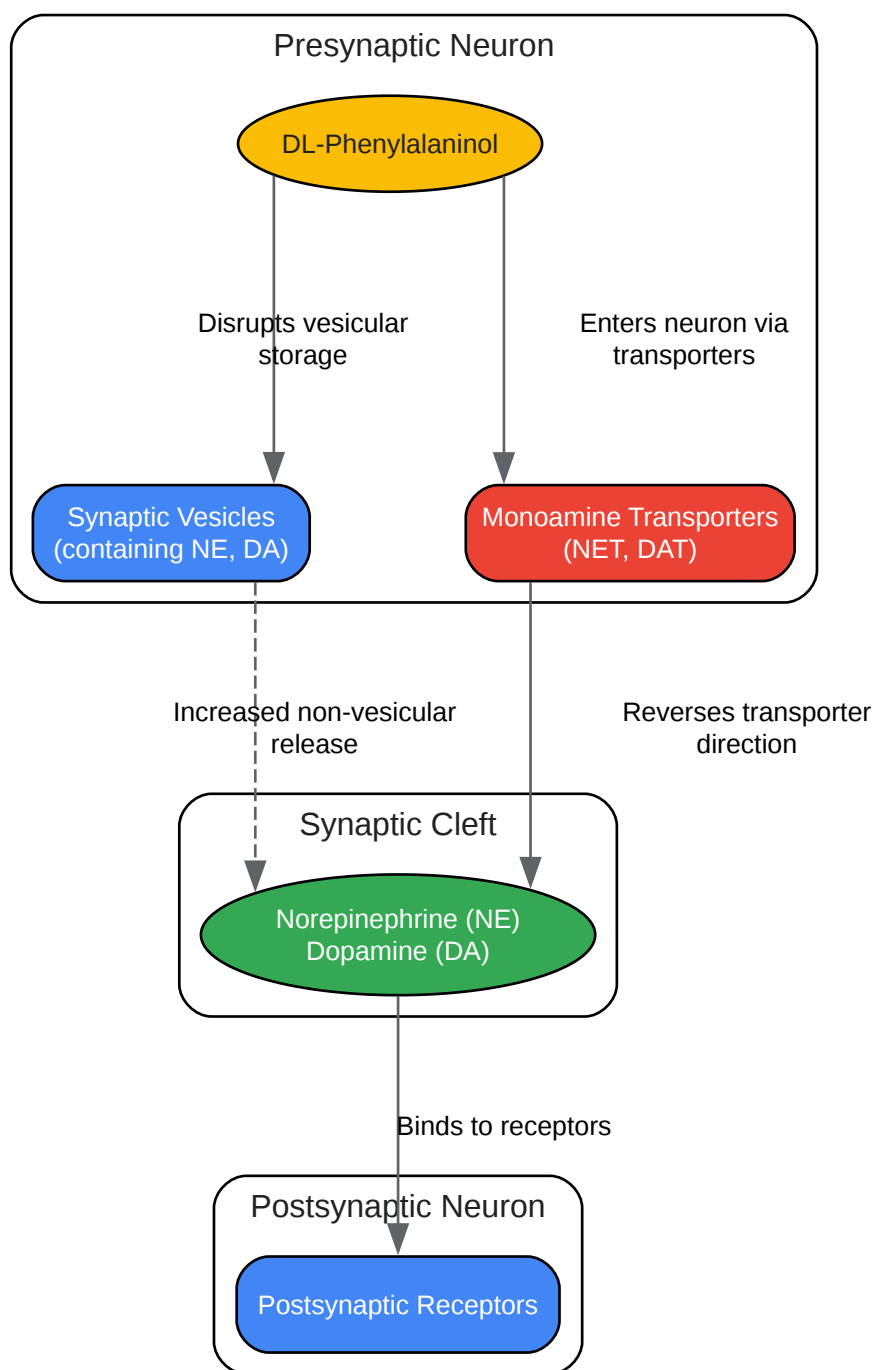 Presynaptic Neuron
DL-Phenylalaninol
Disrupts vesicular
storage
Enters neuron via
transporters
Synaptic Vesicles
(containing NE, DA)
Monoamine Transporters
(NET, DAT)
Increased non-vesicular
release
Reverses transporter
direction
Synaptic Cleft
Norepinephrine (NE)
Dopamine (DA)
Binds to receptors
Postsynaptic Neuron
Postsynaptic Receptors